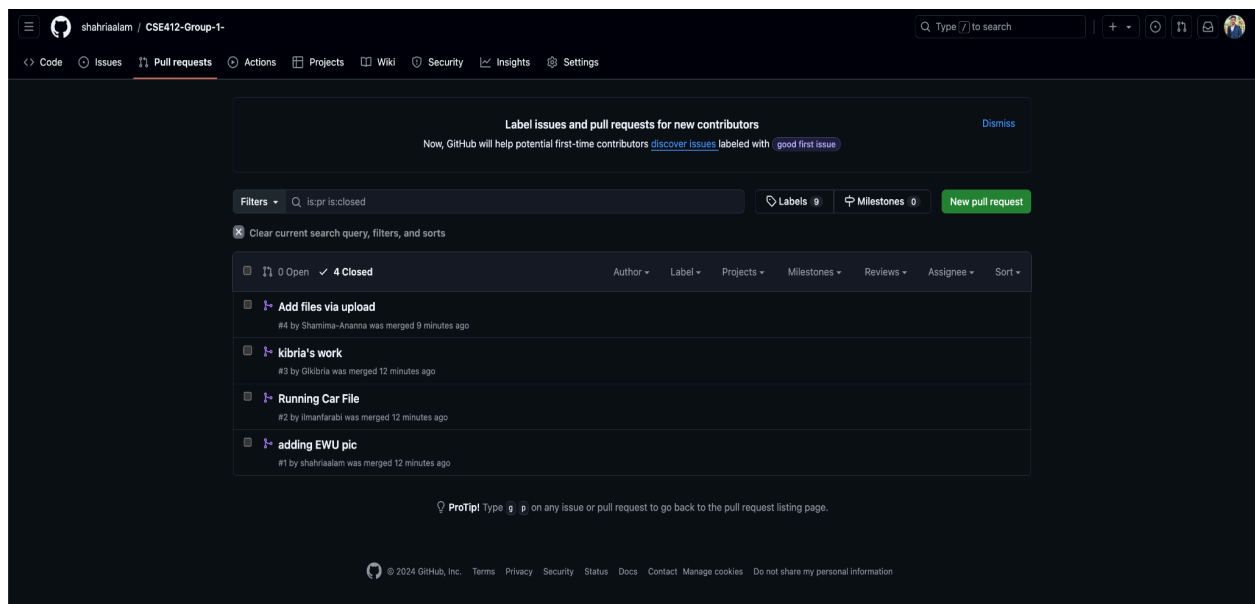 shahriaalam / CSE412-Group-1-
Type / to search
Code Issues Pull requests Actions Projects Wiki Security Insights Settings
Label issues and pull requests for new contributors
Dismiss
Now, GitHub will help potential first-time contributors discover issues labeled with good first issue
Filters is:pr is:closed Labels 9 Milestones 0 New pull request
Clear current search query, filters, and sorts
0 Open 4 Closed Author Label Projects Milestones Reviews Assignee Sort
Add files via upload
#4 by Shamima-Ananna was merged 9 minutes ago
kibria's work
#3 by GIkibria was merged 12 minutes ago
Running Car File
#2 by ilmanfarabi was merged 12 minutes ago
adding EWU pic
#1 by shahriaalam was merged 12 minutes ago
ProTip! Type g p on any issue or pull request to go back to the pull request listing page.
© 2024 GitHub, Inc. Terms Privacy Security Status Docs Contact Manage cookies Do not share my personal information